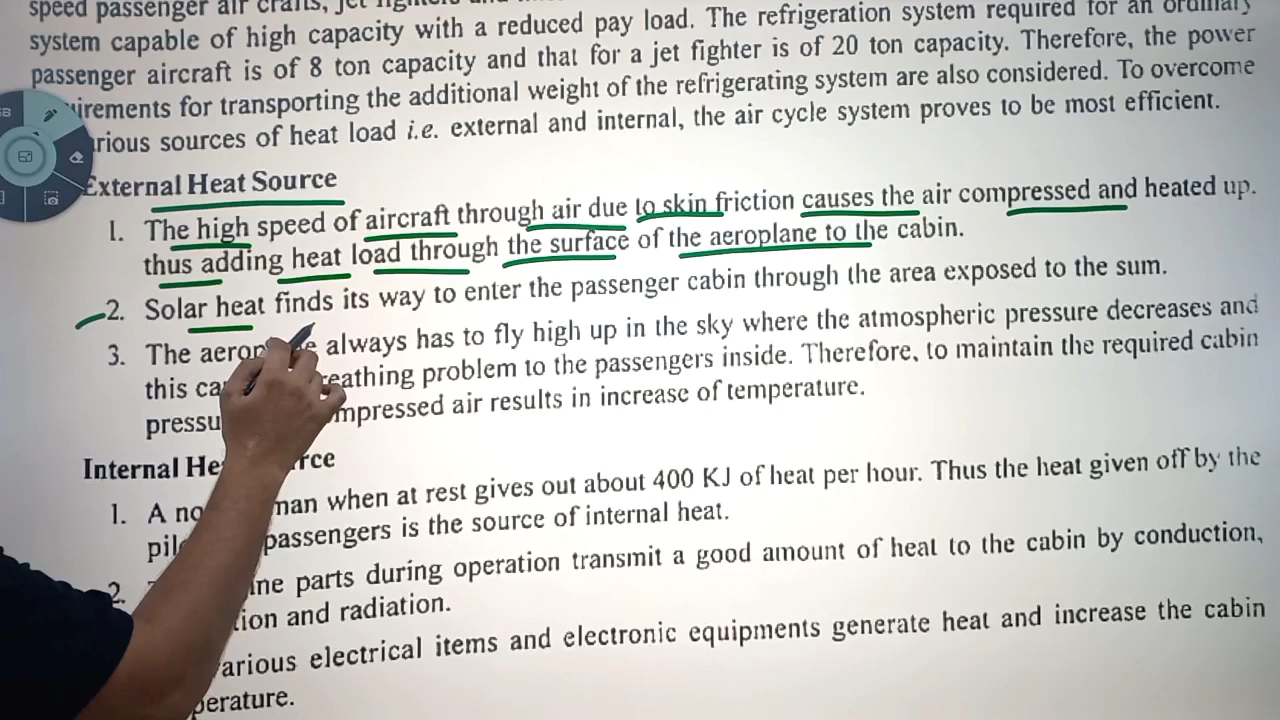 speed passenger air crafts, jet
system capable of high capacity with a reduced pay load. The refrigeration system required for an ordinary
passenger aircraft is of 8 ton capacity and that for a jet fighter is of 20 ton capacity. Therefore, the power
irements for transporting the additional weight of the refrigerating system are also considered. To overcome
rious sources of heat load i.e. external and internal, the air cycle system proves to be most efficient.
External Heat Source
1. The high speed of aircraft through air due to skin friction causes the air compressed and heated up.
thus adding heat load through the surface of the aeroplane to the cabin.
2. Solar heat finds its way to enter the passenger cabin through the area exposed to the sum.
3. The always has to fly high up in the sky where the atmospheric pressure decreases and
this eathing problem to the passengers inside. Therefore, to maintain the required cabin
pressu mpressed air results in increase of temperature.
Internal He rce
1. A no man when at rest gives out about 400 KJ of heat per hour. Thus the heat given off by the
passengers is the source of internal heat.
2. ine parts during operation transmit a good amount of heat to the cabin by conduction,
tion and radiation.
arious electrical items and electronic equipments generate heat and increase the cabin
perature.